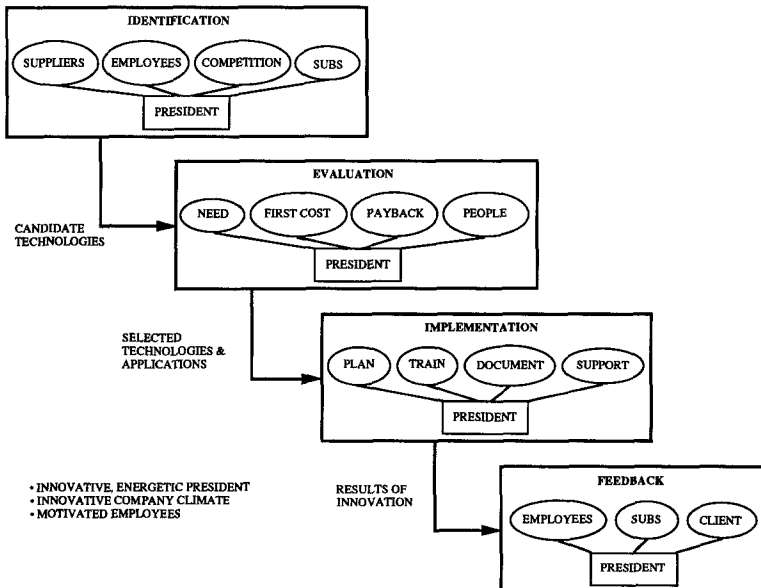 IDENTIFICATION
SUPPLIERS EMPLOYEES COMPETITION SUBS
PRESIDENT
CANDIDATE
TECHNOLOGIES
EVALUATION
NEED FIRST COST PAYBACK PEOPLE
PRESIDENT
SELECTED
TECHNOLOGIES &
APPLICATIONS
IMPLEMENTATION
PLAN TRAIN DOCUMENT SUPPORT
PRESIDENT
• INNOVATIVE, ENERGETIC PRESIDENT
• INNOVATIVE COMPANY CLIMATE
• MOTIVATED EMPLOYEES
RESULTS OF
INNOVATION
FEEDBACK
EMPLOYEES SUBS CLIENT
PRESIDENT